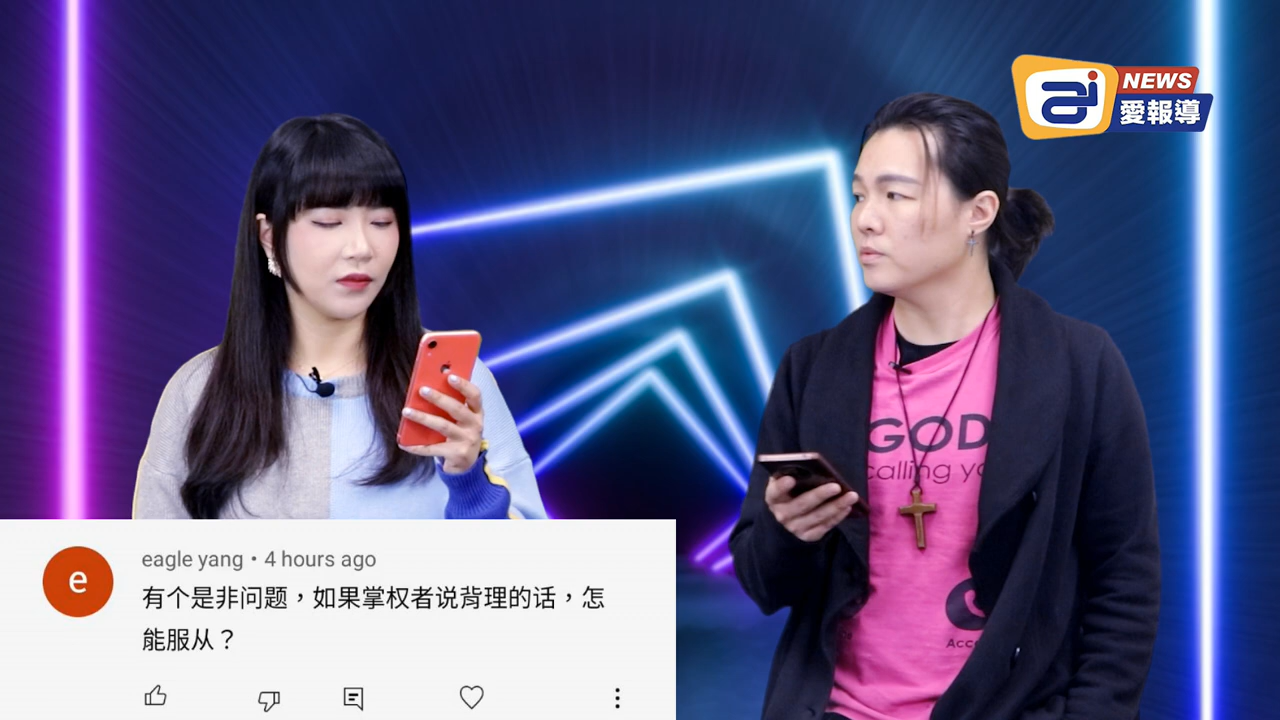 NEWS
愛報導
GOD
calling yo
Acc
e
eagle yang • 4 hours ago
有个是非问题，如果掌权者说背理的话，怎
能服从？